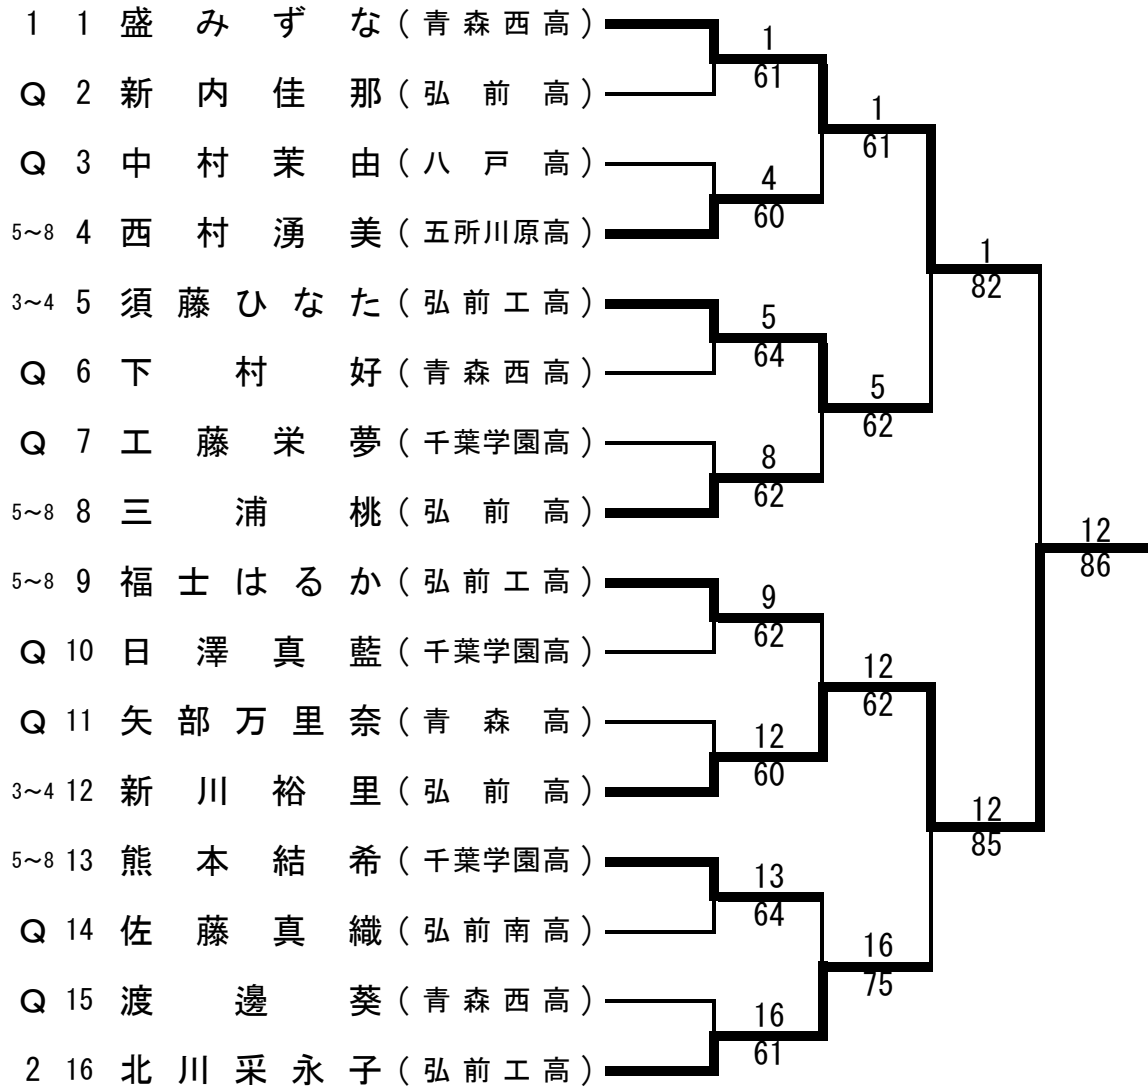 1 1 盛みずな(青森西高)
Q 2 新内佳那(弘前高)
Q 3 中村茉由(八戸高)
5~8 4 西村湧美(五所川原高)
3~4 5 須藤ひなた(弘前工高)
Q 6 下村好(青森西高)
Q 7 工藤栄夢(千葉学園高)
5~8 8 三浦桃(弘前高)
5~8 9 福士はるか(弘前工高)
Q 10 日澤真藍(千葉学園高)
Q 11 矢部万里奈(青森高)
3~4 12 新川裕里(弘前高)
5~8 13 熊本結希(千葉学園高)
Q 14 佐藤真織(弘前南高)
Q 15 渡邊葵(青森西高)
2 16 北川采永子(弘前工高)
1
61
4
60
5
64
8
62
9
62
12
60
13
64
16
61
1
61
5
62
12
62
16
75
1
82
12
85
12
86